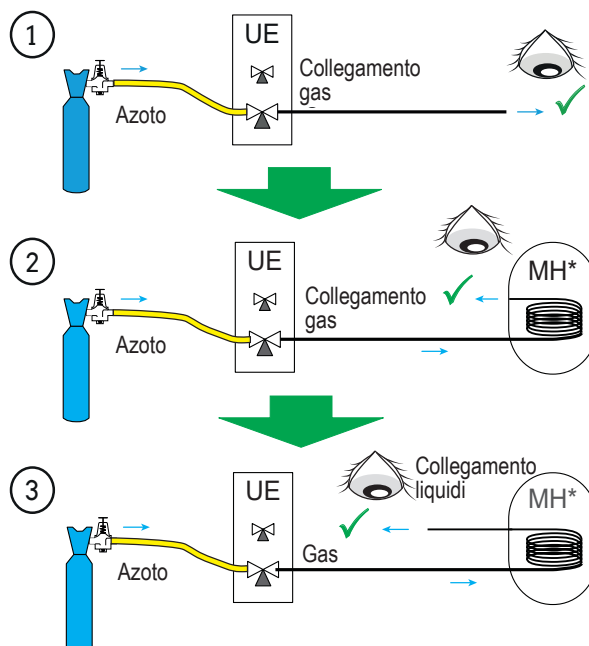 1
UE
Collegamento
gas
Azoto
2
UE
MH*
Collegamento
gas
Azoto
3
UE
Collegamento
liquidi
MH*
Gas
Azoto